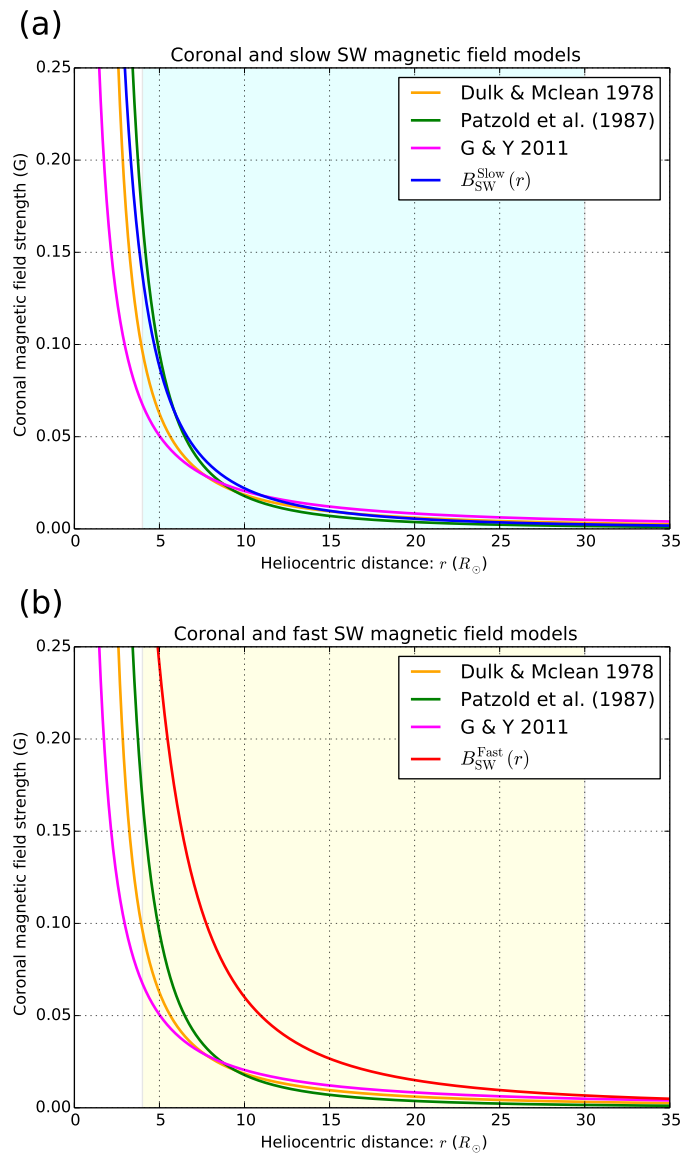 (a)
Coronal and slow SW magnetic field models
Dulk & Mclean 1978
Patzold et al. (1987)
G & Y 2011
B_SW^Slow(r)
Coronal magnetic field strength (G)
0.25
0.20
0.15
0.10
0.05
0.00
0 5 10 15 20 25 30 35
Heliocentric distance: r (R_⊙)
(b)
Coronal and fast SW magnetic field models
Dulk & Mclean 1978
Patzold et al. (1987)
G & Y 2011
B_SW^Fast(r)
Coronal magnetic field strength (G)
0.25
0.20
0.15
0.10
0.05
0.00
0 5 10 15 20 25 30 35
Heliocentric distance: r (R_⊙)